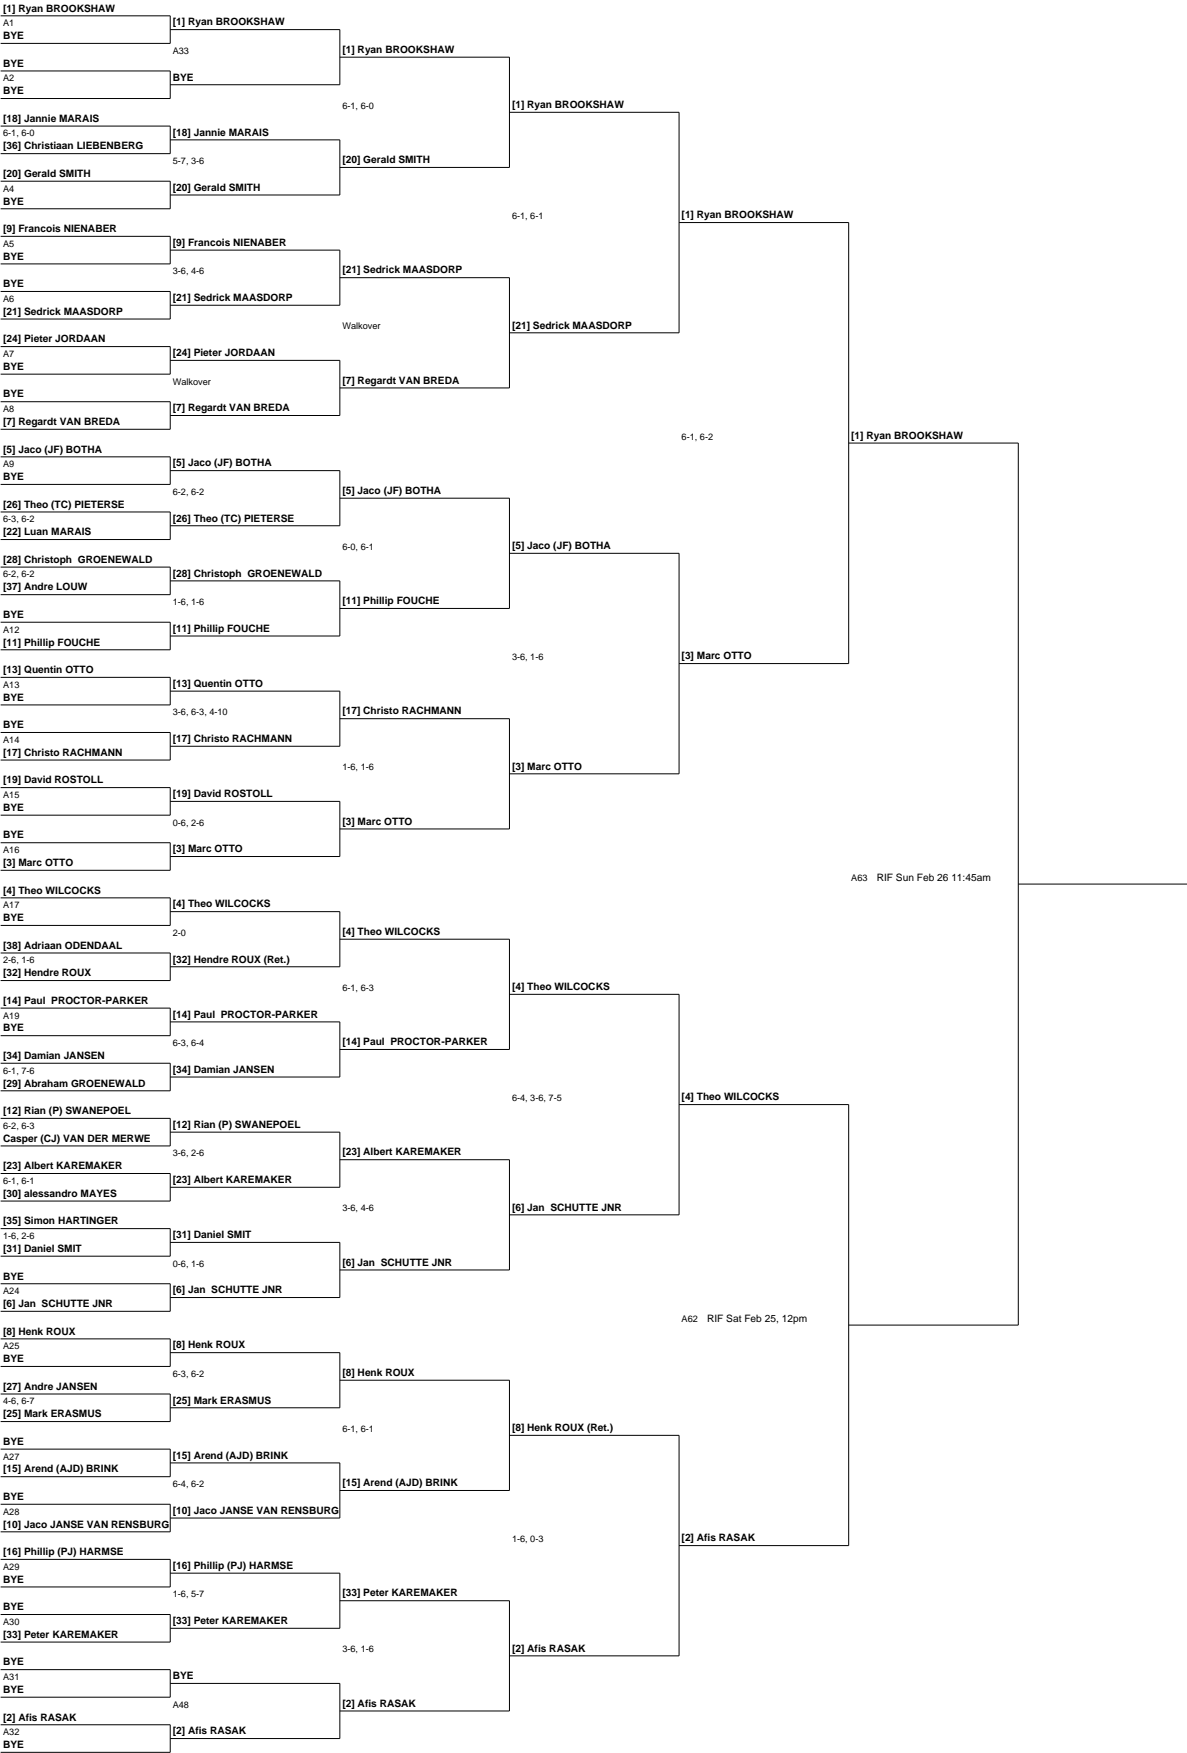 [1] Ryan BROOKSHAW
A1
BYE
[1] Ryan BROOKSHAW
A33
BYE
A2
BYE
BYE
[1] Ryan BROOKSHAW
6-1, 6-0
[18] Jannie MARAIS
6-1, 6-0
[36] Christiaan LIEBENBERG
[18] Jannie MARAIS
5-7, 3-6
[20] Gerald SMITH
A4
BYE
[20] Gerald SMITH
[20] Gerald SMITH
[1] Ryan BROOKSHAW
6-1, 6-1
[9] Francois NIENABER
A5
BYE
[9] Francois NIENABER
3-6, 4-6
BYE
A6
[21] Sedrick MAASDORP
[21] Sedrick MAASDORP
[21] Sedrick MAASDORP
Walkover
[24] Pieter JORDAAN
A7
BYE
[24] Pieter JORDAAN
Walkover
BYE
A8
[7] Regardt VAN BREDA
[7] Regardt VAN BREDA
[7] Regardt VAN BREDA
[21] Sedrick MAASDORP
[1] Ryan BROOKSHAW
6-1, 6-2
[5] Jaco (JF) BOTHA
A9
BYE
[5] Jaco (JF) BOTHA
6-2, 6-2
[26] Theo (TC) PIETERSE
6-3, 6-2
[22] Luan MARAIS
[26] Theo (TC) PIETERSE
[5] Jaco (JF) BOTHA
6-0, 6-1
[28] Christoph  GROENEWALD
6-2, 6-2
[37] Andre LOUW
[28] Christoph  GROENEWALD
1-6, 1-6
BYE
A12
[11] Phillip FOUCHE
[11] Phillip FOUCHE
[11] Phillip FOUCHE
[5] Jaco (JF) BOTHA
3-6, 1-6
[13] Quentin OTTO
A13
BYE
[13] Quentin OTTO
3-6, 6-3, 4-10
BYE
A14
[17] Christo RACHMANN
[17] Christo RACHMANN
[17] Christo RACHMANN
1-6, 1-6
[19] David ROSTOLL
A15
BYE
[19] David ROSTOLL
0-6, 2-6
BYE
A16
[3] Marc OTTO
[3] Marc OTTO
[3] Marc OTTO
[3] Marc OTTO
[3] Marc OTTO
[1] Ryan BROOKSHAW
A63   RIF Sun Feb 26 11:45am
[4] Theo WILCOCKS
A17
BYE
[4] Theo WILCOCKS
2-0
[38] Adriaan ODENDAAL
2-6, 1-6
[32] Hendre ROUX
[32] Hendre ROUX (Ret.)
[4] Theo WILCOCKS
6-1, 6-3
[14] Paul  PROCTOR-PARKER
A19
BYE
[14] Paul  PROCTOR-PARKER
6-3, 6-4
[34] Damian JANSEN
6-1, 7-6
[29] Abraham GROENEWALD
[34] Damian JANSEN
[14] Paul  PROCTOR-PARKER
[4] Theo WILCOCKS
6-4, 3-6, 7-5
[12] Rian (P) SWANEPOEL
6-2, 6-3
Casper (CJ) VAN DER MERWE
[12] Rian (P) SWANEPOEL
3-6, 2-6
[23] Albert KAREMAKER
6-1, 6-1
[30] alessandro MAYES
[23] Albert KAREMAKER
[23] Albert KAREMAKER
3-6, 4-6
[35] Simon HARTINGER
1-6, 2-6
[31] Daniel SMIT
[31] Daniel SMIT
0-6, 1-6
BYE
A24
[6] Jan  SCHUTTE JNR
[6] Jan  SCHUTTE JNR
[6] Jan  SCHUTTE JNR
[6] Jan  SCHUTTE JNR
[4] Theo WILCOCKS
A62   RIF Sat Feb 25, 12pm
[8] Henk ROUX
A25
BYE
[8] Henk ROUX
6-3, 6-2
[27] Andre JANSEN
4-6, 6-7
[25] Mark ERASMUS
[25] Mark ERASMUS
[8] Henk ROUX
6-1, 6-1
BYE
A27
[15] Arend (AJD) BRINK
[15] Arend (AJD) BRINK
6-4, 6-2
BYE
A28
[10] Jaco JANSE VAN RENSBURG
[10] Jaco JANSE VAN RENSBURG
[15] Arend (AJD) BRINK
[8] Henk ROUX (Ret.)
1-6, 0-3
[16] Phillip (PJ) HARMSE
A29
BYE
[16] Phillip (PJ) HARMSE
1-6, 5-7
BYE
A30
[33] Peter KAREMAKER
[33] Peter KAREMAKER
[33] Peter KAREMAKER
3-6, 1-6
BYE
A31
BYE
BYE
A48
[2] Afis RASAK
A32
BYE
[2] Afis RASAK
[2] Afis RASAK
[2] Afis RASAK
[2] Afis RASAK